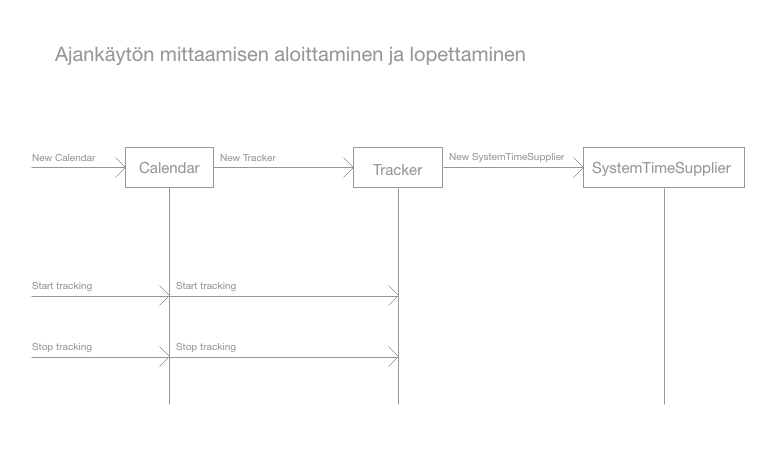 Ajankäytön mittaamisen aloittaminen ja lopettaminen
New Calendar
Calendar
New Tracker
Tracker
New SystemTimeSupplier
SystemTimeSupplier
Start tracking
Start tracking
Stop tracking
Stop tracking